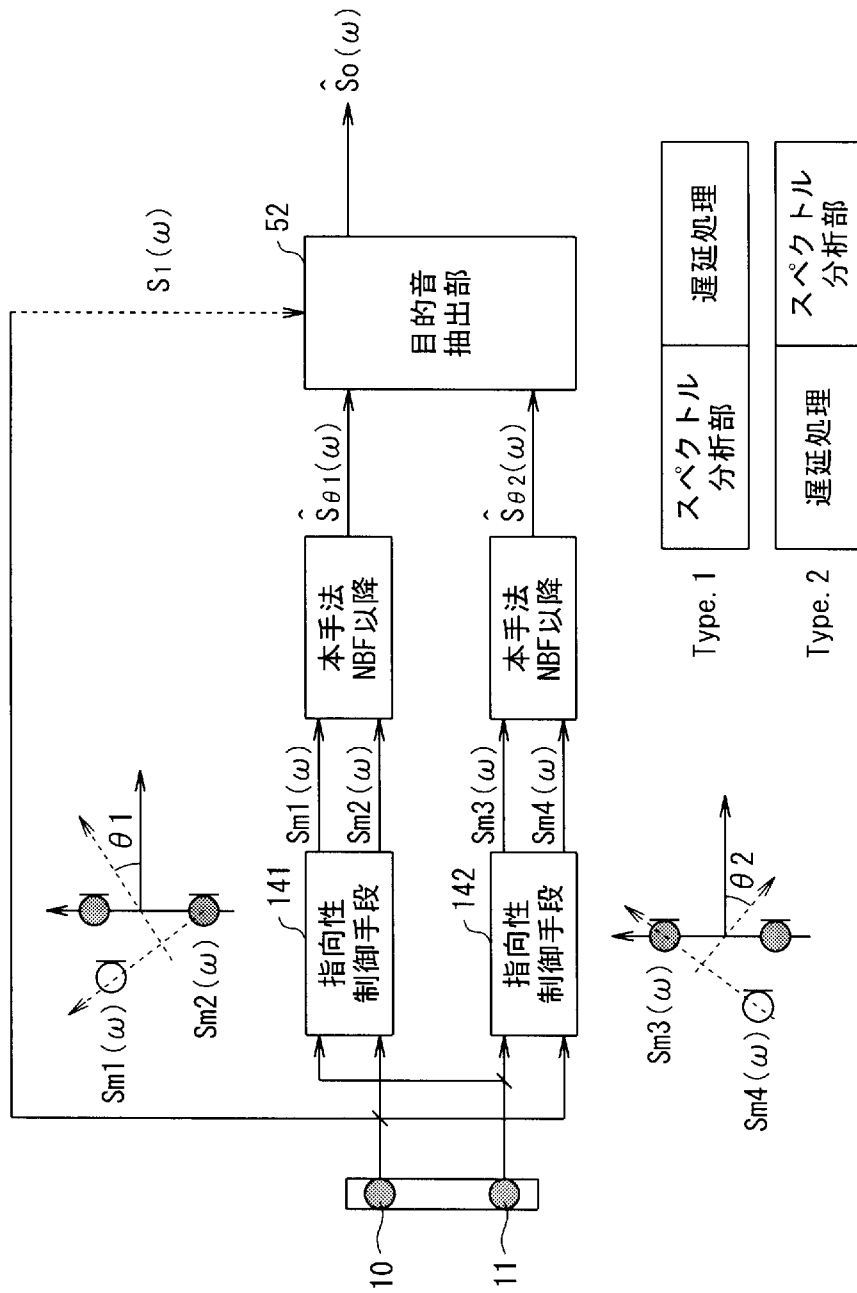 10
11
Sm1(ω)
Sm2(ω)
θ1
141
指向性
制御手段
142
指向性
制御手段
Sm3(ω)
Sm4(ω)
θ2
Sm1(ω)
Sm2(ω)
Sm3(ω)
Sm4(ω)
本手法
NBF以降
本手法
NBF以降
Ŝθ1(ω)
Ŝθ2(ω)
S1(ω)
52
目的音
抽出部
Ŝo(ω)
Type.1
スペクトル
分析部
遅延処理
Type.2
遅延処理
スペクトル
分析部